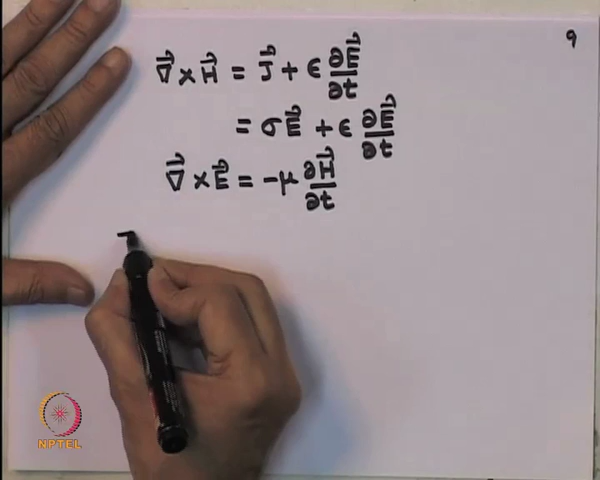 9
∇⃗ × H⃗ = J⃗ + ε ∂E⃗/∂t
= σE⃗ + ε ∂E⃗/∂t
∇⃗ × E⃗ = -μ ∂H⃗/∂t
NPTEL